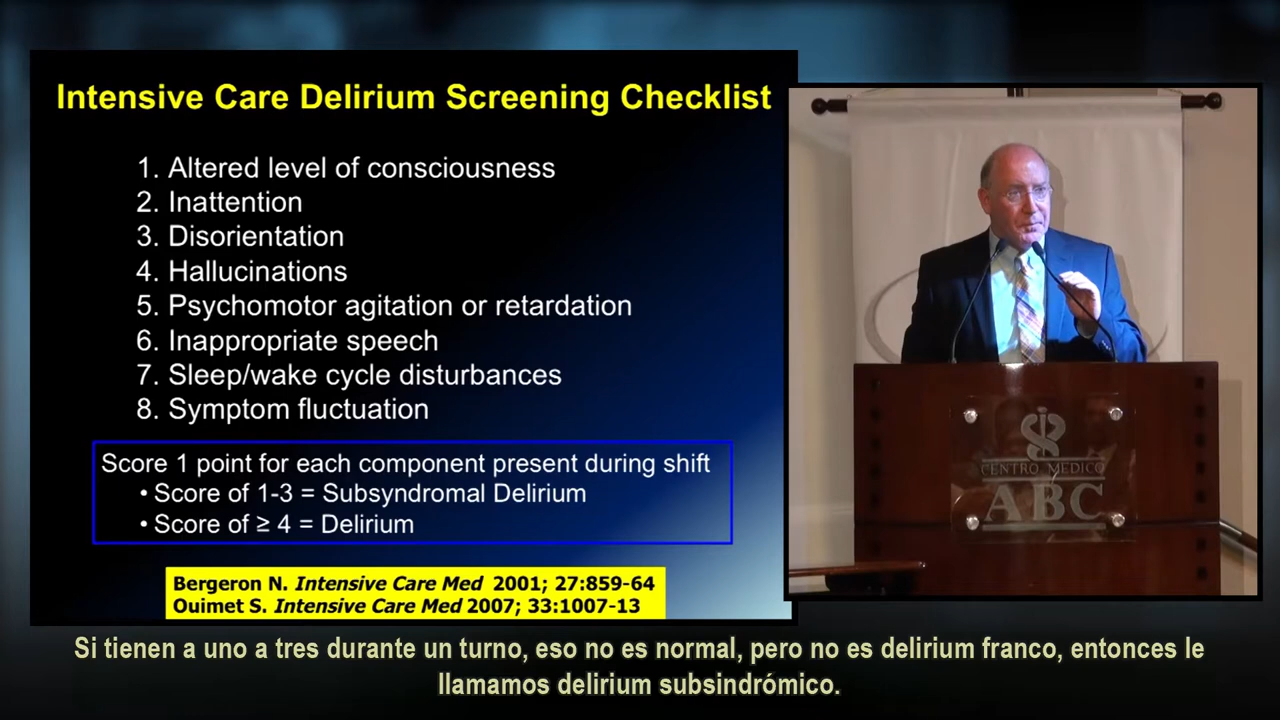 Intensive Care Delirium Screening Checklist
1. Altered level of consciousness
2. Inattention
3. Disorientation
4. Hallucinations
5. Psychomotor agitation or retardation
6. Inappropriate speech
7. Sleep/wake cycle disturbances
8. Symptom fluctuation
Score 1 point for each component present during shift
• Score of 1-3 = Subsyndromal Delirium
• Score of ≥ 4 = Delirium
Bergeron N. Intensive Care Med 2001; 27:859-64
Ouimet S. Intensive Care Med 2007; 33:1007-13
CENTRO MEDICO
ABC
Si tienen a uno a tres durante un turno, eso no es normal, pero no es delirium franco, entonces le
llamamos delirium subsindrómico.